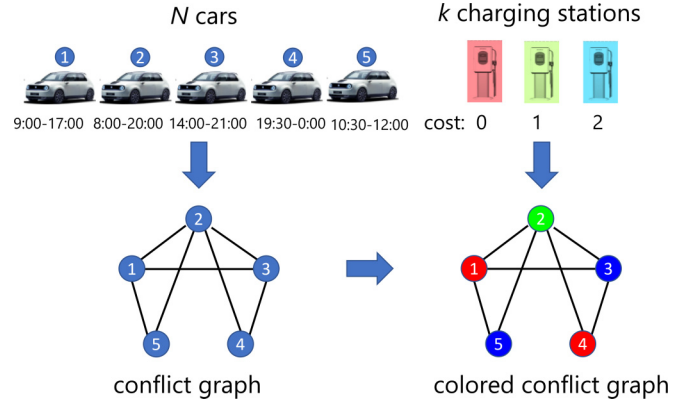 N cars
k charging stations
1 2 3 4 5
9:00-17:00 8:00-20:00 14:00-21:00 19:30-0:00 10:30-12:00
cost: 0 1 2
2
1 3
5 4
conflict graph
2
1 3
5 4
colored conflict graph